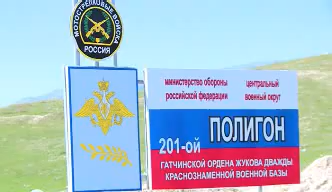 МОТОСТРЕЛКОВЫЕ ВОЙСКА
РОССИЯ
министерство обороны
российской федерации
центральный
военный округ
ПОЛИГОН
201-ой
ГАТЧИНСКОЙ ОРДЕНА ЖУКОВА ДВАЖДЫ
КРАСНОЗНАМЕННОЙ ВОЕННОЙ БАЗЫ